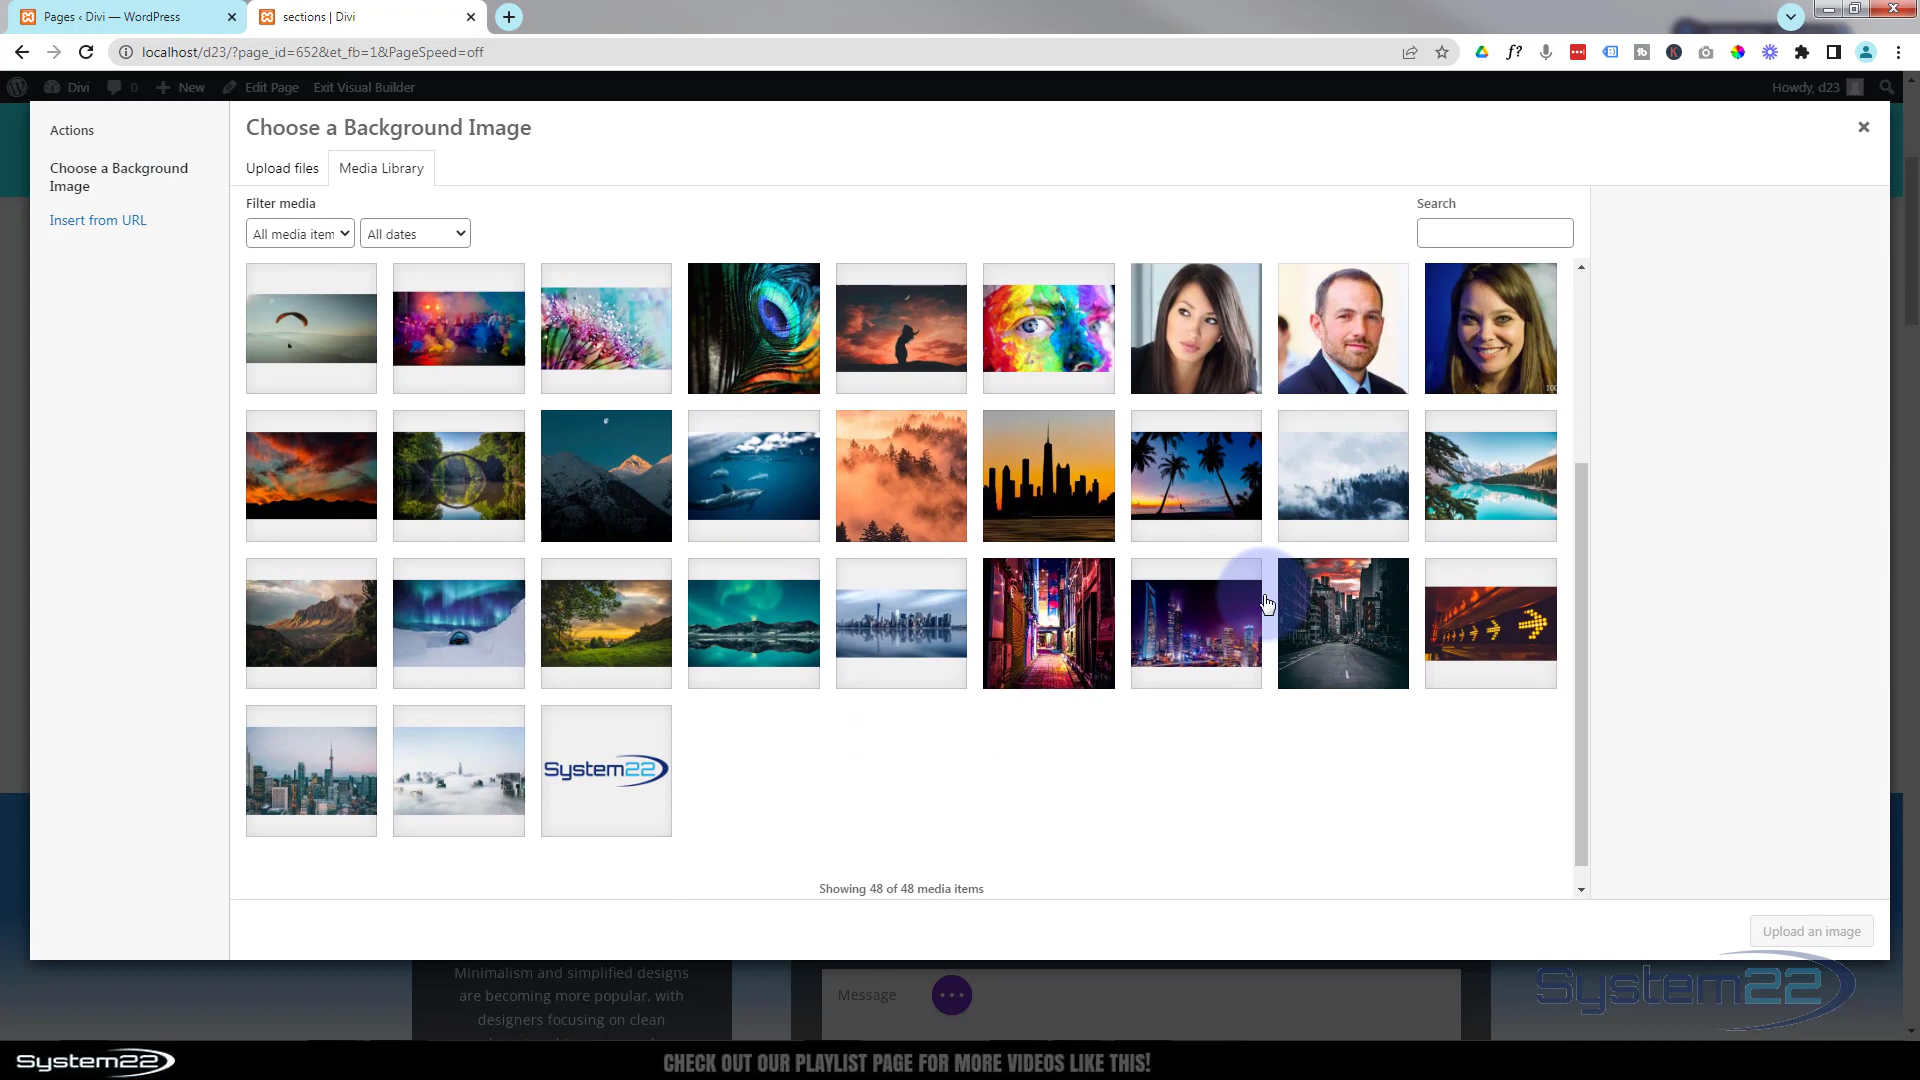 Pages ‹ Divi — WordPress
sections | Divi
localhost/d23/?page_id=652&et_fb=1&PageSpeed=off
Divi
0
New
Edit Page
Exit Visual Builder
Howdy, d23
Actions
Choose a Background Image
Insert from URL
Choose a Background Image
Upload files
Media Library
Filter media
Search
All media item
All dates
System22
Showing 48 of 48 media items
Upload an image
Minimalism and simplified designs
are becoming more popular, with
designers focusing on clean
Message
System22
System22
CHECK OUT OUR PLAYLIST PAGE FOR MORE VIDEOS LIKE THIS!